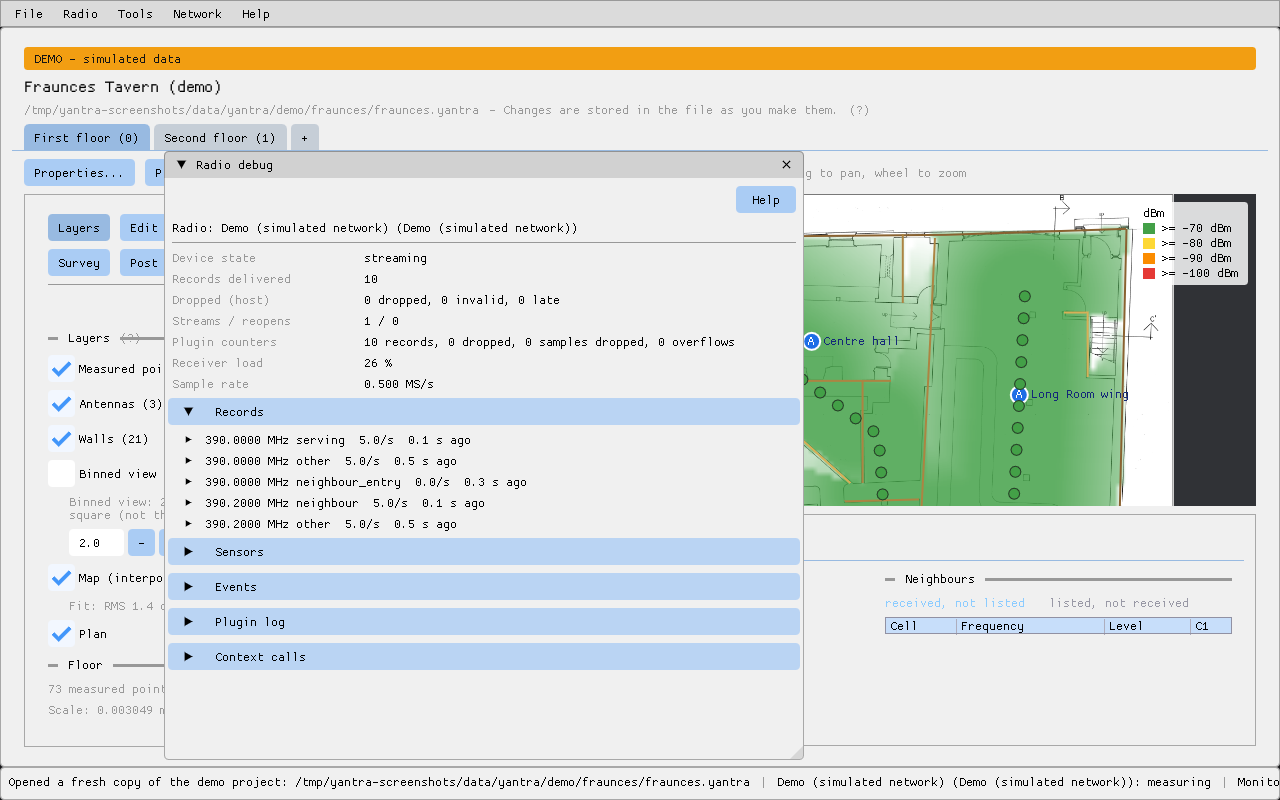 File Radio Tools Network Help
DEMO - simulated data
Fraunces Tavern (demo)
/tmp/yantra-screenshots/data/yantra/demo/fraunces/fraunces.yantra - Changes are stored in the file as you make them. (?)
First floor (0) Second floor (1) +
Properties... P g to pan, wheel to zoom
Radio debug
Help
Radio: Demo (simulated network) (Demo (simulated network))
Device state streaming
Records delivered 10
Dropped (host) 0 dropped, 0 invalid, 0 late
Streams / reopens 1 / 0
Plugin counters 10 records, 0 dropped, 0 samples dropped, 0 overflows
Receiver load 26 %
Sample rate 0.500 MS/s
Records
390.0000 MHz serving 5.0/s 0.1 s ago
390.0000 MHz other 5.0/s 0.5 s ago
390.0000 MHz neighbour_entry 0.0/s 0.3 s ago
390.2000 MHz neighbour 5.0/s 0.1 s ago
390.2000 MHz other 5.0/s 0.5 s ago
Sensors
Events
Plugin log
Context calls
Layers Edit
Survey Post
Layers (?)
Measured poi
Antennas (3)
Walls (21)
Binned view
Binned view: 2
square (not th
2.0 -
Map (interpo
Fit: RMS 1.4 d
Plan
Floor
73 measured point
Scale: 0.003049 m
dBm
>= -70 dBm
>= -80 dBm
>= -90 dBm
>= -100 dBm
B
C'
A Centre hall
A Long Room wing
Neighbours
received, not listed listed, not received
Cell Frequency Level C1
Opened a fresh copy of the demo project: /tmp/yantra-screenshots/data/yantra/demo/fraunces/fraunces.yantra | Demo (simulated network) (Demo (simulated network)): measuring | Monito